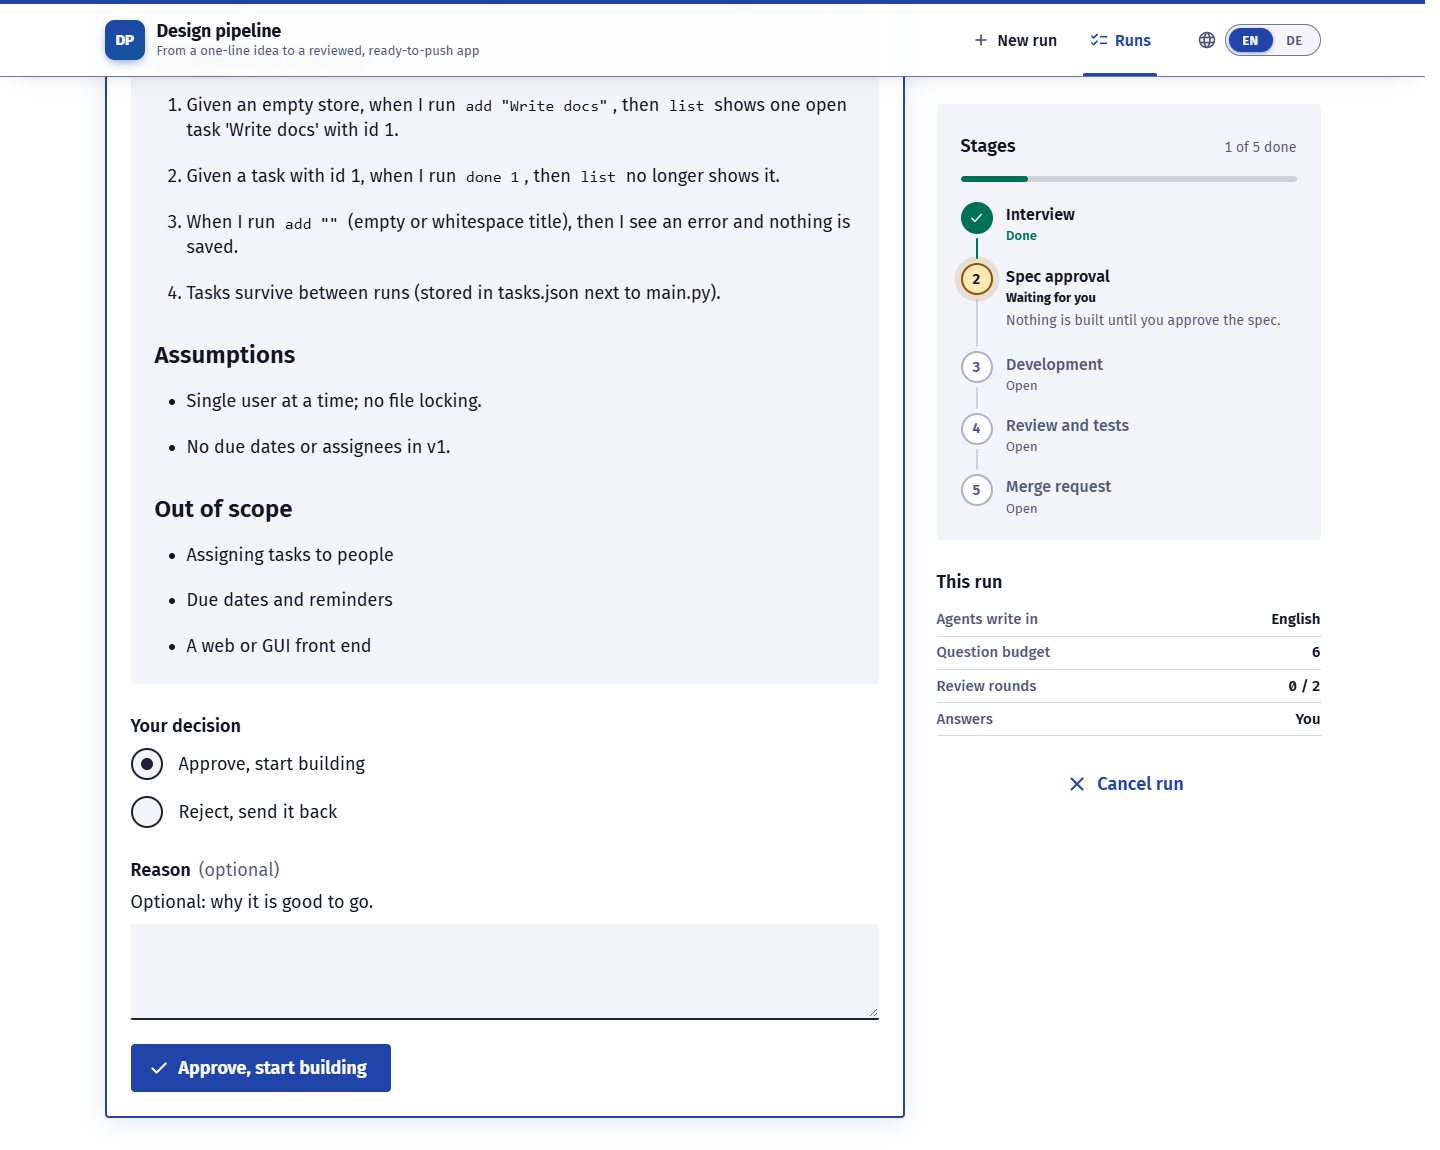 DP
Design pipeline
From a one-line idea to a reviewed, ready-to-push app
New run
Runs
EN
DE
1. Given an empty store, when I run add "Write docs" , then list shows one open
task 'Write docs' with id 1.
2. Given a task with id 1, when I run done 1 , then list no longer shows it.
3. When I run add "" (empty or whitespace title), then I see an error and nothing is
saved.
4. Tasks survive between runs (stored in tasks.json next to main.py).
Assumptions
• Single user at a time; no file locking.
• No due dates or assignees in v1.
Out of scope
• Assigning tasks to people
• Due dates and reminders
• A web or GUI front end
Your decision
Approve, start building
Reject, send it back
Reason (optional)
Optional: why it is good to go.
Approve, start building
Stages
1 of 5 done
Interview
Done
2
Spec approval
Waiting for you
Nothing is built until you approve the spec.
3
Development
Open
4
Review and tests
Open
5
Merge request
Open
This run
Agents write in English
Question budget 6
Review rounds 0 / 2
Answers You
Cancel run